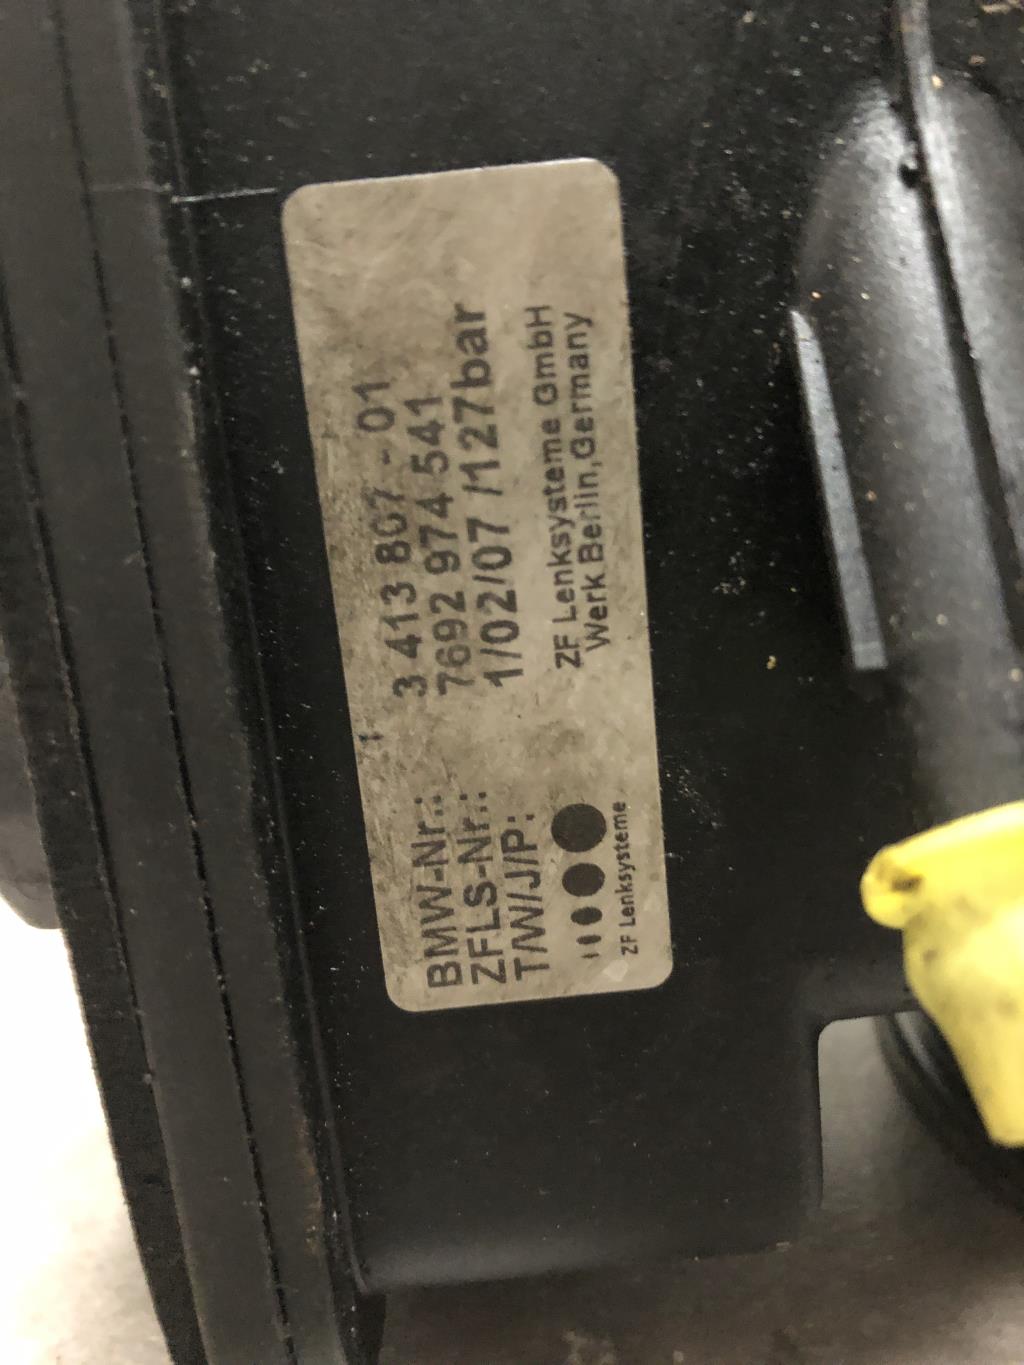 BMW-Nr.: 3 413 807 - 01
ZFLS-Nr.: 7692 974 541
T/W/J/P: 1/02/07 /127bar
ZF Lenksysteme GmbH
Werk Berlin,Germany
ZF Lenksysteme